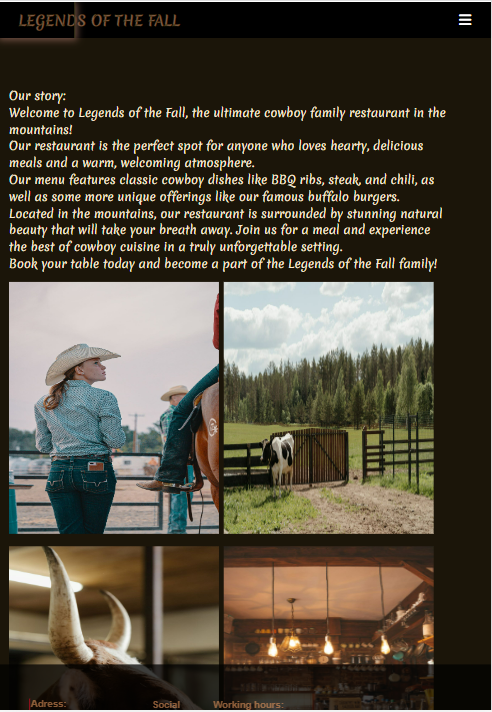 LEGENDS OF THE FALL
Our story:
Welcome to Legends of the Fall, the ultimate cowboy family restaurant in the
mountains!
Our restaurant is the perfect spot for anyone who loves hearty, delicious
meals and a warm, welcoming atmosphere.
Our menu features classic cowboy dishes like BBQ ribs, steak, and chili, as
well as some more unique offerings like our famous buffalo burgers.
Located in the mountains, our restaurant is surrounded by stunning natural
beauty that will take your breath away. Join us for a meal and experience
the best of cowboy cuisine in a truly unforgettable setting.
Book your table today and become a part of the Legends of the Fall family!
Adress: Social Working hours: